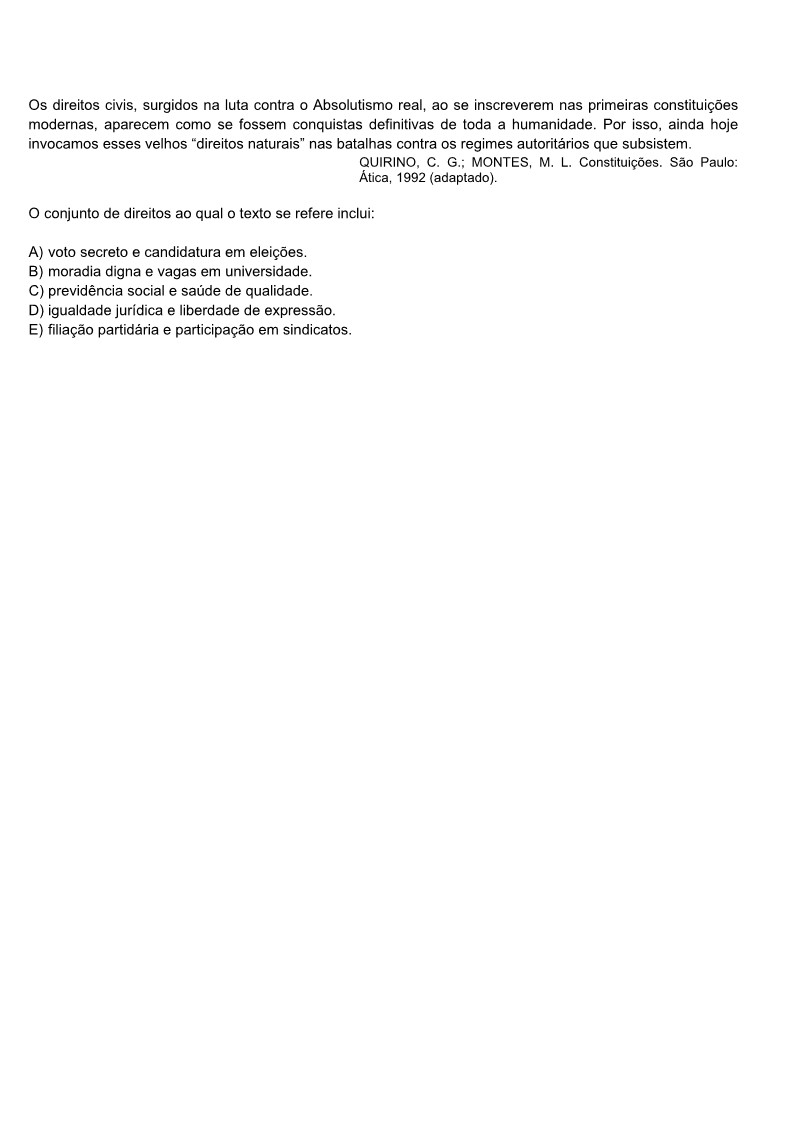 Os direitos civis, surgidos na luta contra o Absolutismo real, ao se inscreverem nas primeiras constituições
modernas, aparecem como se fossem conquistas definitivas de toda a humanidade. Por isso, ainda hoje
invocamos esses velhos “direitos naturais” nas batalhas contra os regimes autoritários que subsistem.
QUIRINO, C. G.; MONTES, M. L. Constituições. São Paulo:
Ática, 1992 (adaptado).
O conjunto de direitos ao qual o texto se refere inclui:
A) voto secreto e candidatura em eleições.
B) moradia digna e vagas em universidade.
C) previdência social e saúde de qualidade.
D) igualdade jurídica e liberdade de expressão.
E) filiação partidária e participação em sindicatos.